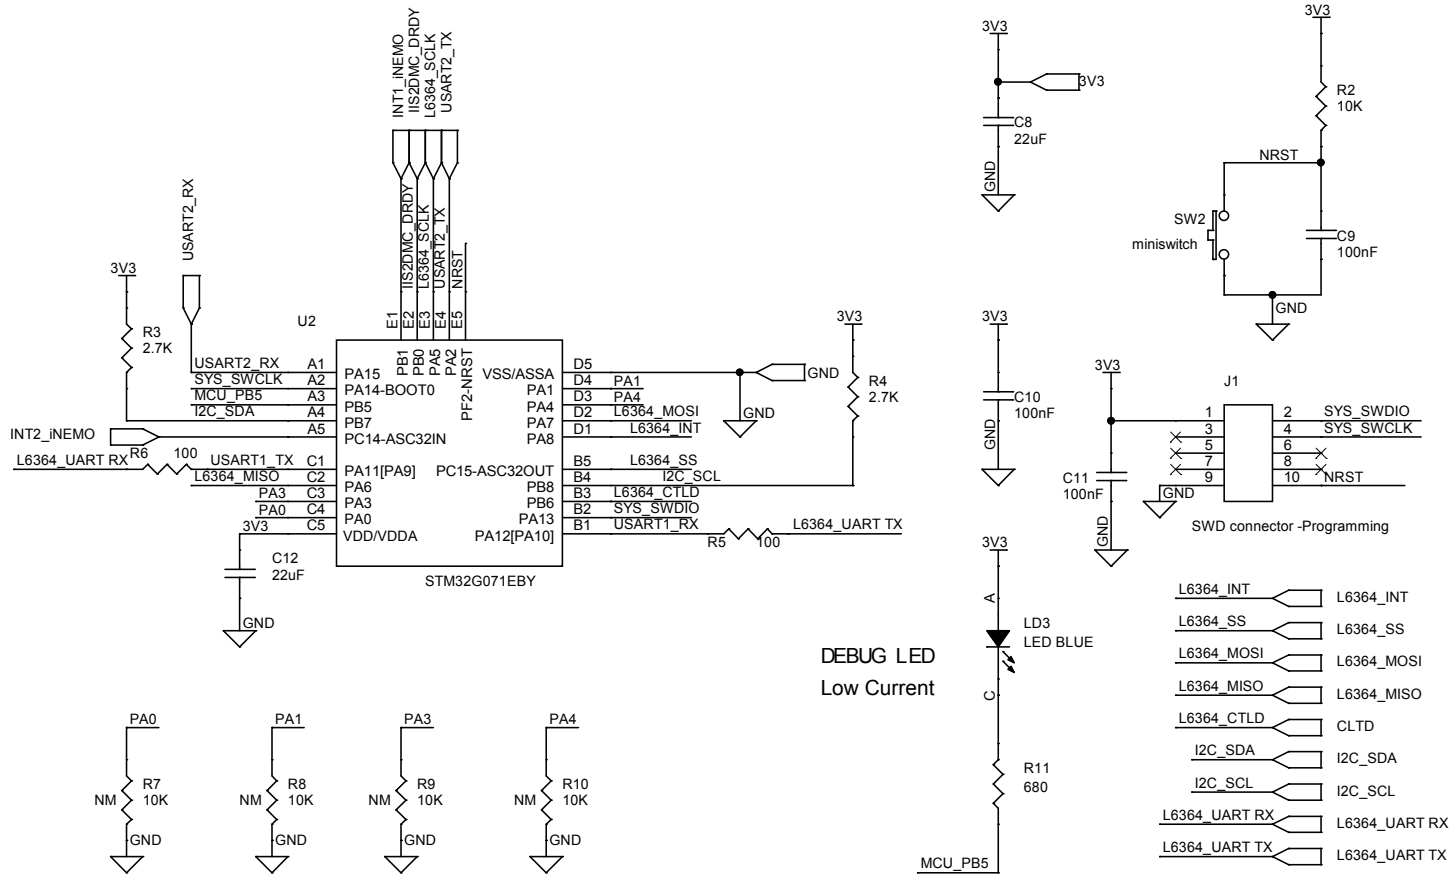 INT1_iNEMO
IIS2DMC_DRDY
L6364_SCLK
USART2_TX
USART2_RX
IIS2DMC_DRDY
L6364_SCLK
USART2_TX
NRST
E1
E2
E3
E4
E5
3V3
R3
2.7K
U2
PB1
PB0
PA5
PA2
PF2-NRST
USART2_RX A1 PA15
SYS_SWCLK A2 PA14-BOOT0
MCU_PB5 A3 PB5
I2C_SDA A4 PB7
INT2_iNEMO A5 PC14-ASC32IN
L6364_UART RX R6 100 USART1_TX C1 PA11[PA9]
L6364_MISO C2 PA6
PA3 C3 PA3
PA0 C4 PA0
3V3 C5 VDD/VDDA
VSS/ASSA D5 GND
PA1 D4 PA1
PA4 D3 PA4
PA7 D2 L6364_MOSI
PA8 D1 L6364_INT
PC15-ASC32OUT B5 L6364_SS
PB8 B4 I2C_SCL
PB6 B3 L6364_CTLD
PA13 B2 SYS_SWDIO
PA12[PA10] B1 USART1_RX R5 100 L6364_UART TX
GND
3V3
R4
2.7K
STM32G071EBY
C12
22uF
GND
3V3
3V3
C8
22uF
GND
3V3
R2
10K
NRST
SW2
miniswitch
C9
100nF
GND
3V3
C10
100nF
GND
3V3
C11
100nF
GND
J1
1 2 SYS_SWDIO
3 4 SYS_SWCLK
5 6
7 8
9 10 NRST
GND
SWD connector -Programming
3V3
A
LD3
LED BLUE
C
DEBUG LED
Low Current
R11
680
MCU_PB5
L6364_INT L6364_INT
L6364_SS L6364_SS
L6364_MOSI L6364_MOSI
L6364_MISO L6364_MISO
L6364_CTLD CLTD
I2C_SDA I2C_SDA
I2C_SCL I2C_SCL
L6364_UART RX L6364_UART RX
L6364_UART TX L6364_UART TX
PA0
R7
NM 10K
GND
PA1
R8
NM 10K
GND
PA3
R9
NM 10K
GND
PA4
R10
NM 10K
GND